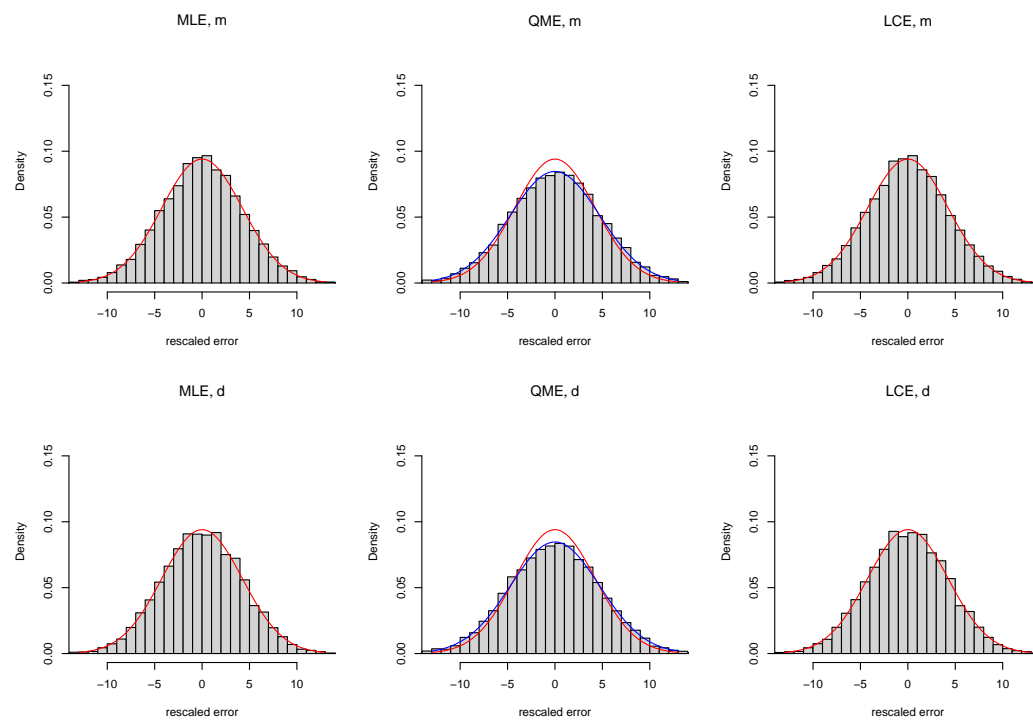 MLE, m
QME, m
LCE, m
Density
0.00 0.05 0.10 0.15
−10 −5 0 5 10
rescaled error
Density
0.00 0.05 0.10 0.15
−10 −5 0 5 10
rescaled error
Density
0.00 0.05 0.10 0.15
−10 −5 0 5 10
rescaled error
MLE, d
QME, d
LCE, d
Density
0.00 0.05 0.10 0.15
−10 −5 0 5 10
rescaled error
Density
0.00 0.05 0.10 0.15
−10 −5 0 5 10
rescaled error
Density
0.00 0.05 0.10 0.15
−10 −5 0 5 10
rescaled error